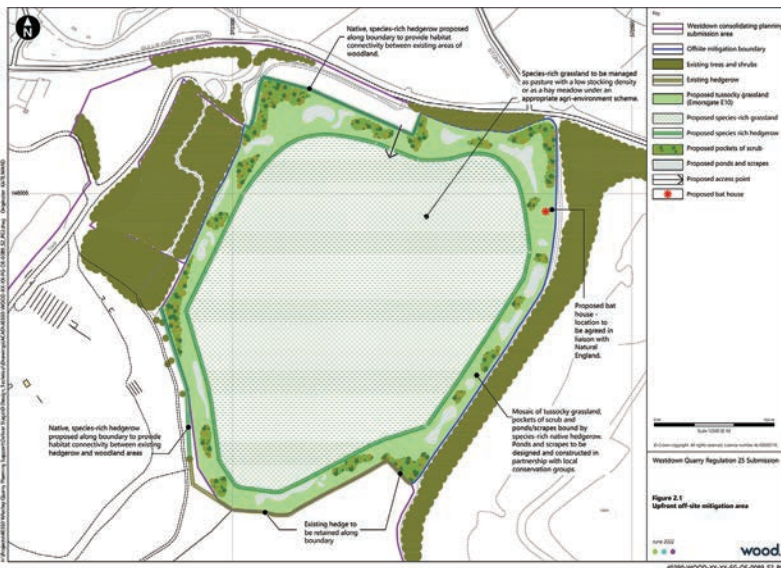 N
Native, species-rich hedgerow proposed
along boundary to provide habitat
connectivity between existing areas of
woodland.
Species-rich grassland to be managed
as pasture with a low stocking density
or as a hay meadow under an
appropriate agri-environment scheme.
Proposed bat
house -
location to
be agreed in
liaison with
Natural
England.
Native, species-rich hedgerow
proposed along boundary to provide
habitat connectivity between existing
hedgerow and woodland areas
Mosaic of tussocky grassland,
pockets of scrub and
ponds/scrapes bound by
species-rich native hedgerow.
Ponds and scrapes to be
designed and constructed in
partnership with local
conservation groups.
Existing hedge to
be retained along
boundary
Key
Westdown consolidating planning
submission area
Offsite mitigation boundary
Existing trees and shrubs
Existing hedgerow
Proposed tussocky grassland
(Emorsgate E10)
Proposed species-rich grassland
Proposed species rich hedgerow
Proposed pockets of scrub
Proposed ponds and scrapes
Proposed access point
Proposed bat house
Westdown Quarry Regulation 25 Submission
Figure 2.1
Upfront off-site mitigation area
June 2022
wood.